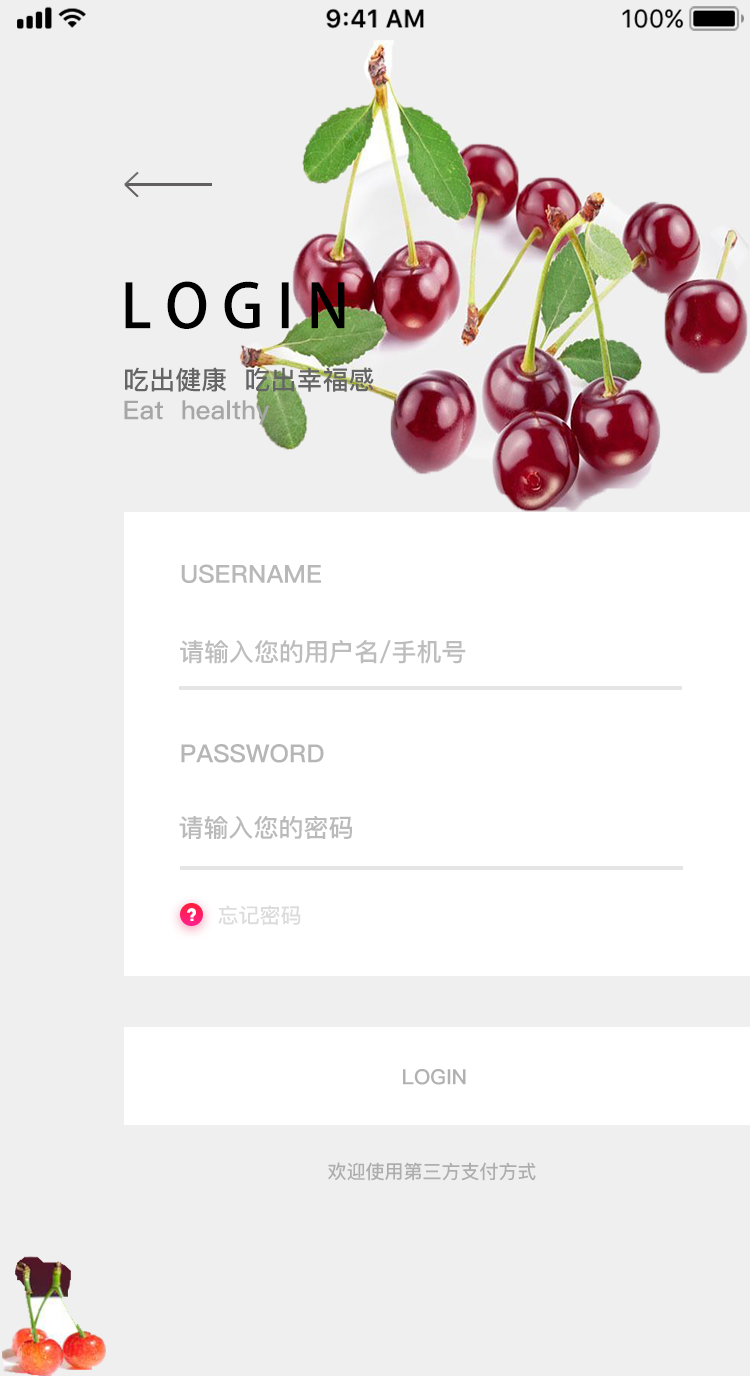 9:41 AM 100%
LOGIN
吃出健康 吃出幸福感
Eat healthy
USERNAME
请输入您的用户名/手机号
PASSWORD
请输入您的密码
? 忘记密码
LOGIN
欢迎使用第三方支付方式